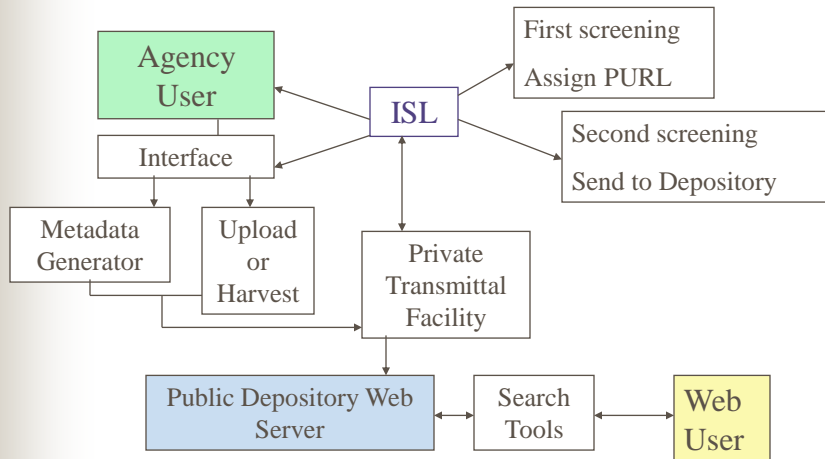 Agency
User
ISL
First screening
Assign PURL
Second screening
Send to Depository
Interface
Metadata
Generator
Upload
or
Harvest
Private
Transmittal
Facility
Public Depository Web
Server
Search
Tools
Web
User